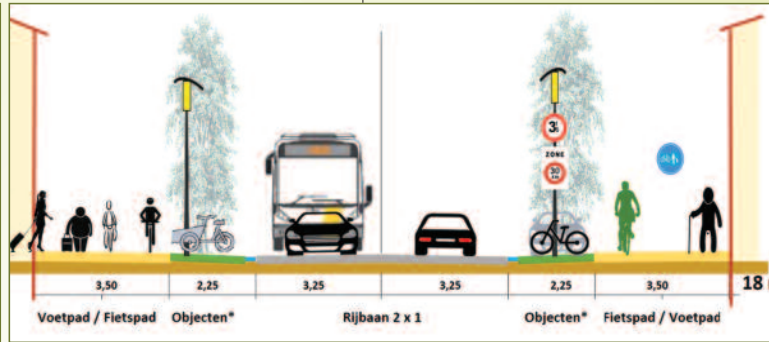 ZONE
30
3,50
2,25
3,25
3,25
2,25
3,50
18
Voetpad / Fietspad
Objecten*
Rijbaan 2 x 1
Objecten*
Fietspad / Voetpad